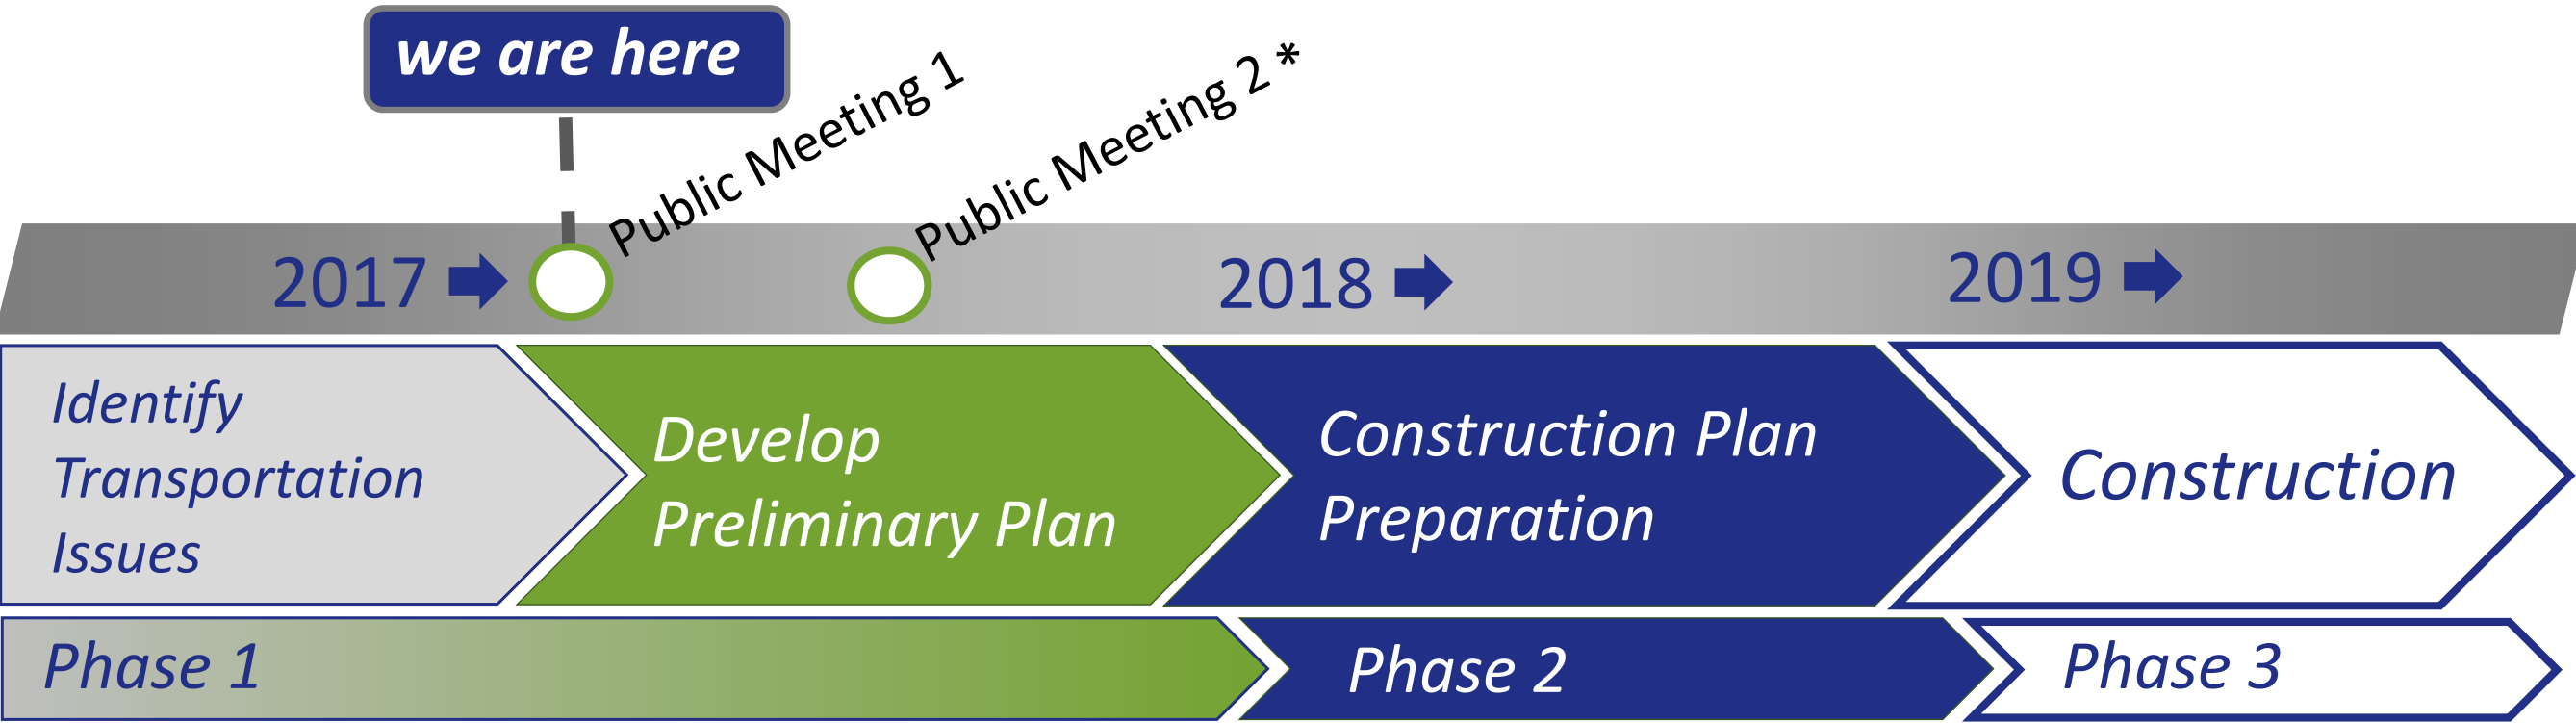 we are here
Public Meeting 1
Public Meeting 2 *
2017
2018
2019
Identify
Transportation
Issues
Develop
Preliminary Plan
Construction Plan
Preparation
Construction
Phase 1
Phase 2
Phase 3